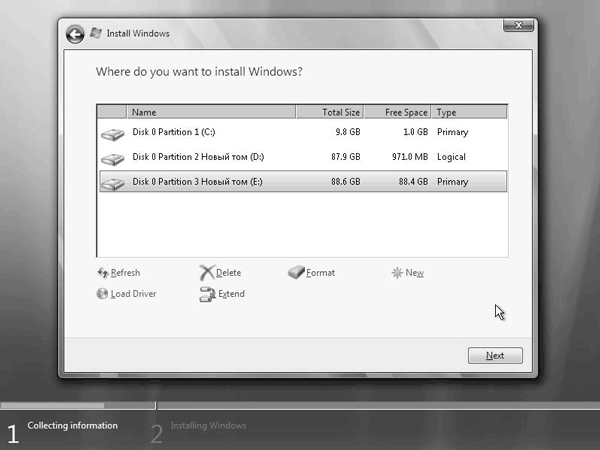 Install Windows
Where do you want to install Windows?
Name Total Size Free Space Type
Disk 0 Partition 1 (C:) 9.8 GB 1.0 GB Primary
Disk 0 Partition 2 Новый том (D:) 87.9 GB 971.0 MB Logical
Disk 0 Partition 3 Новый том (E:) 88.6 GB 88.4 GB Primary
Refresh Delete Format New
Load Driver Extend
Next
1 Collecting information 2 Installing Windows